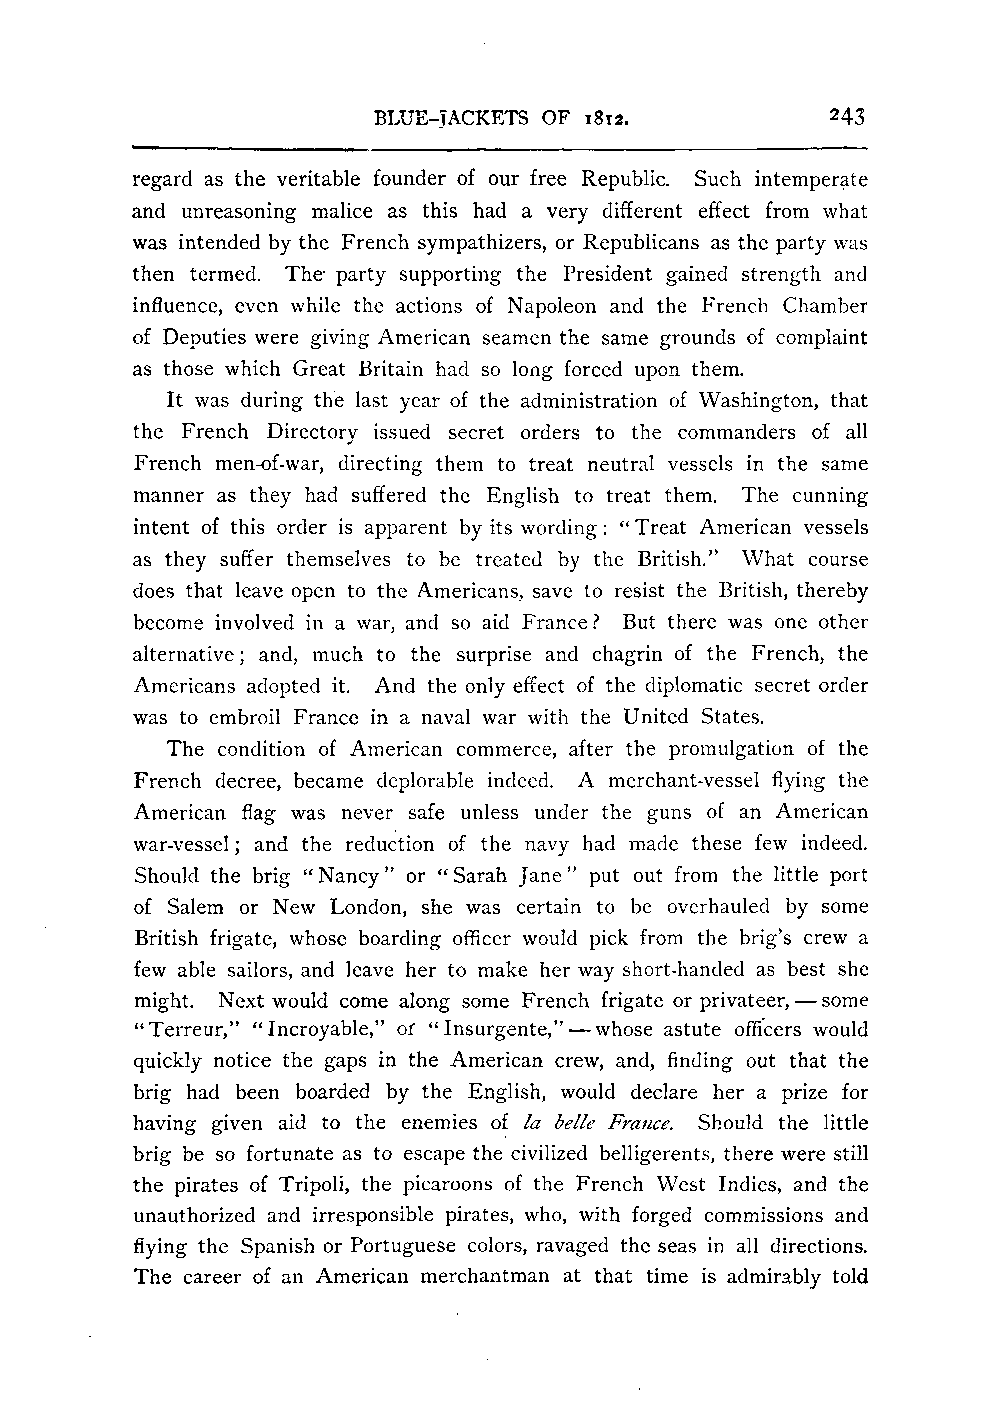 BLUE-JACKETS OF 1812. 243
regard as the veritable founder of our free Republic. Such intemperate
and unreasoning malice as this had a very different effect from what
was intended by the French sympathizers, or Republicans as the party was
then termed. The party supporting the President gained strength and
influence, even while the actions of Napoleon and the French Chamber
of Deputies were giving American seamen the same grounds of complaint
as those which Great Britain had so long forced upon them.
It was during the last year of the administration of Washington, that
the French Directory issued secret orders to the commanders of all
French men-of-war, directing them to treat neutral vessels in the same
manner as they had suffered the English to treat them. The cunning
intent of this order is apparent by its wording: "Treat American vessels
as they suffer themselves to be treated by the British." What course
does that leave open to the Americans, save to resist the British, thereby
become involved in a war, and so aid France? But there was one other
alternative; and, much to the surprise and chagrin of the French, the
Americans adopted it. And the only effect of the diplomatic secret order
was to embroil France in a naval war with the United States.
The condition of American commerce, after the promulgation of the
French decree, became deplorable indeed. A merchant-vessel flying the
American flag was never safe unless under the guns of an American
war-vessel; and the reduction of the navy had made these few indeed.
Should the brig "Nancy" or "Sarah Jane" put out from the little port
of Salem or New London, she was certain to be overhauled by some
British frigate, whose boarding officer would pick from the brig's crew a
few able sailors, and leave her to make her way short-handed as best she
might. Next would come along some French frigate or privateer, — some
"Terreur," "Incroyable," or "Insurgente," — whose astute officers would
quickly notice the gaps in the American crew, and, finding out that the
brig had been boarded by the English, would declare her a prize for
having given aid to the enemies of la belle France. Should the little
brig be so fortunate as to escape the civilized belligerents, there were still
the pirates of Tripoli, the picaroons of the French West Indies, and the
unauthorized and irresponsible pirates, who, with forged commissions and
flying the Spanish or Portuguese colors, ravaged the seas in all directions.
The career of an American merchantman at that time is admirably told